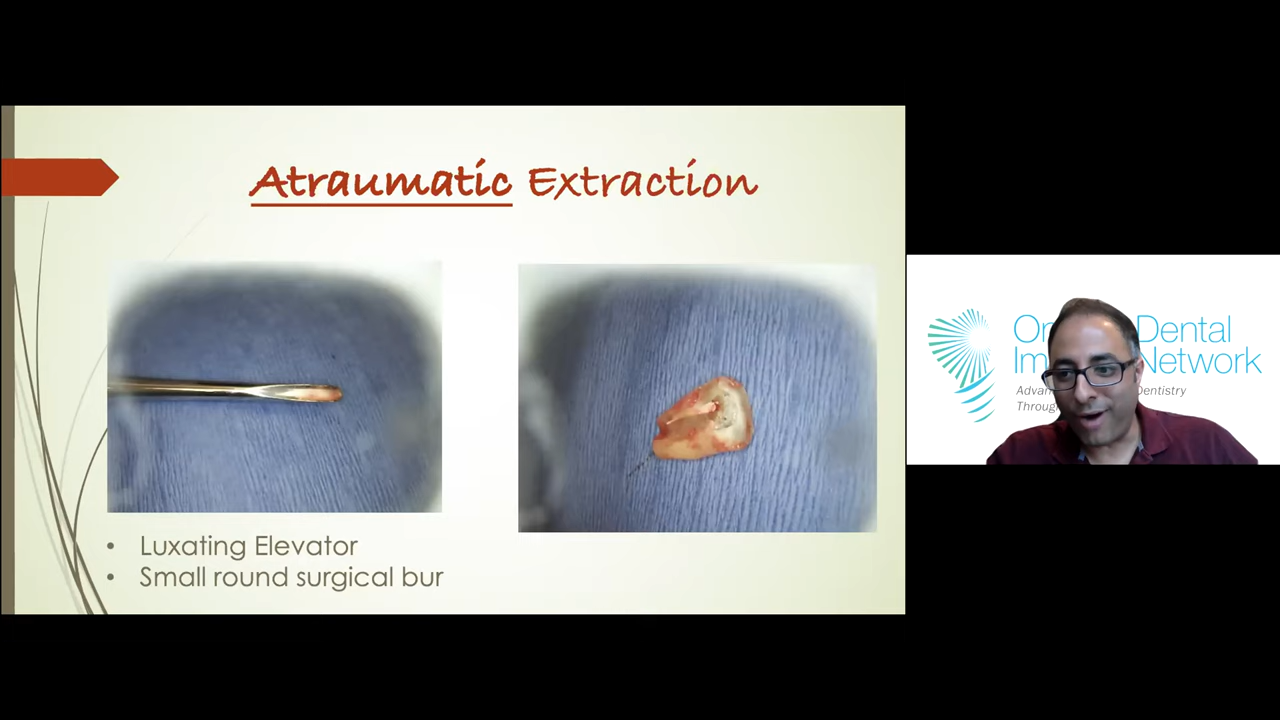 Atraumatic Extraction
• Luxating Elevator
• Small round surgical bur
Dental
Network
Dentistry